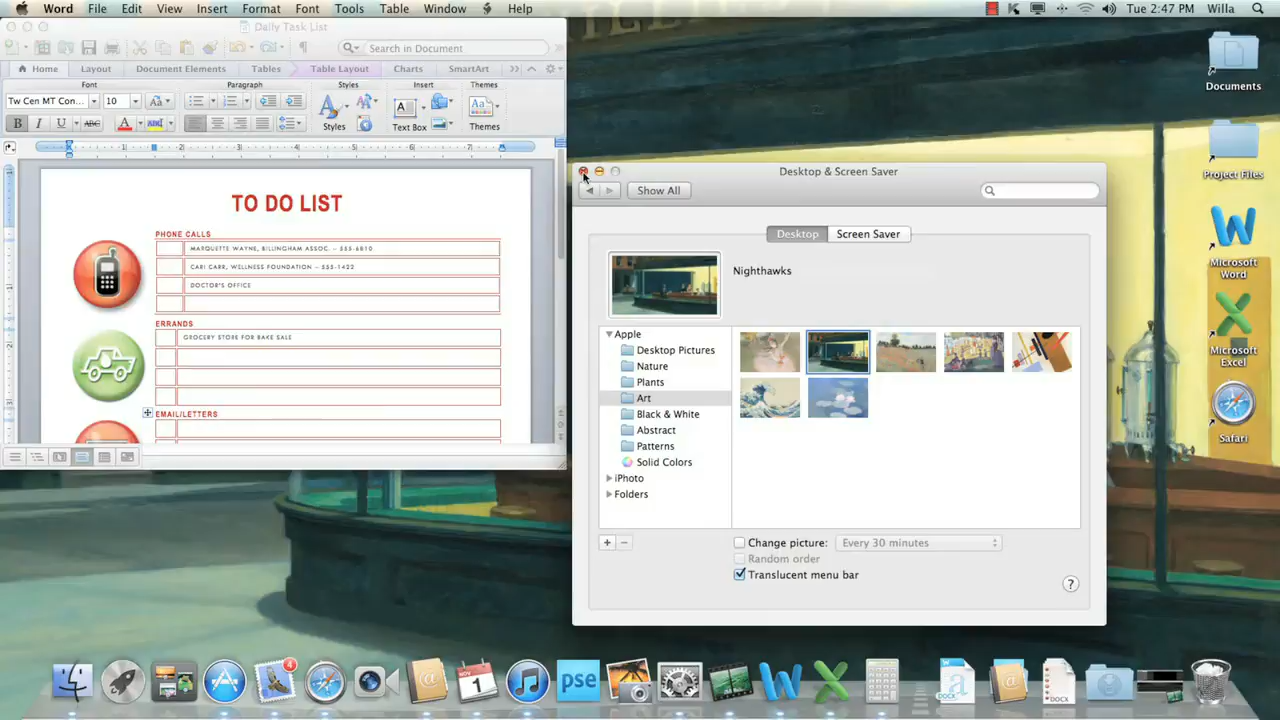 Word File Edit View Insert Format Font Tools Table Window Help Tue 2:47 PM Willa
Daily Task List
Search in Document
Home Layout Document Elements Tables Table Layout Charts SmartArt
Font Paragraph Styles Insert Themes
Tw Cen MT Con... 10
B I U ABC A Styles Text Box Themes
TO DO LIST
PHONE CALLS
MARQUETTE WAYNE, BILLINGHAM ASSOC. – 555-6810
CARI CARR, WELLNESS FOUNDATION – 555-1422
DOCTOR'S OFFICE
ERRANDS
GROCERY STORE FOR BAKE SALE
EMAIL/LETTERS
Desktop & Screen Saver
Show All
Desktop Screen Saver
Nighthawks
Apple
Desktop Pictures
Nature
Plants
Art
Black & White
Abstract
Patterns
Solid Colors
iPhoto
Folders
Change picture: Every 30 minutes
Random order
Translucent menu bar
?
Documents
Project Files
Microsoft
Word
Microsoft
Excel
Safari
4
NOV
1
pse
DOCX
DOCX